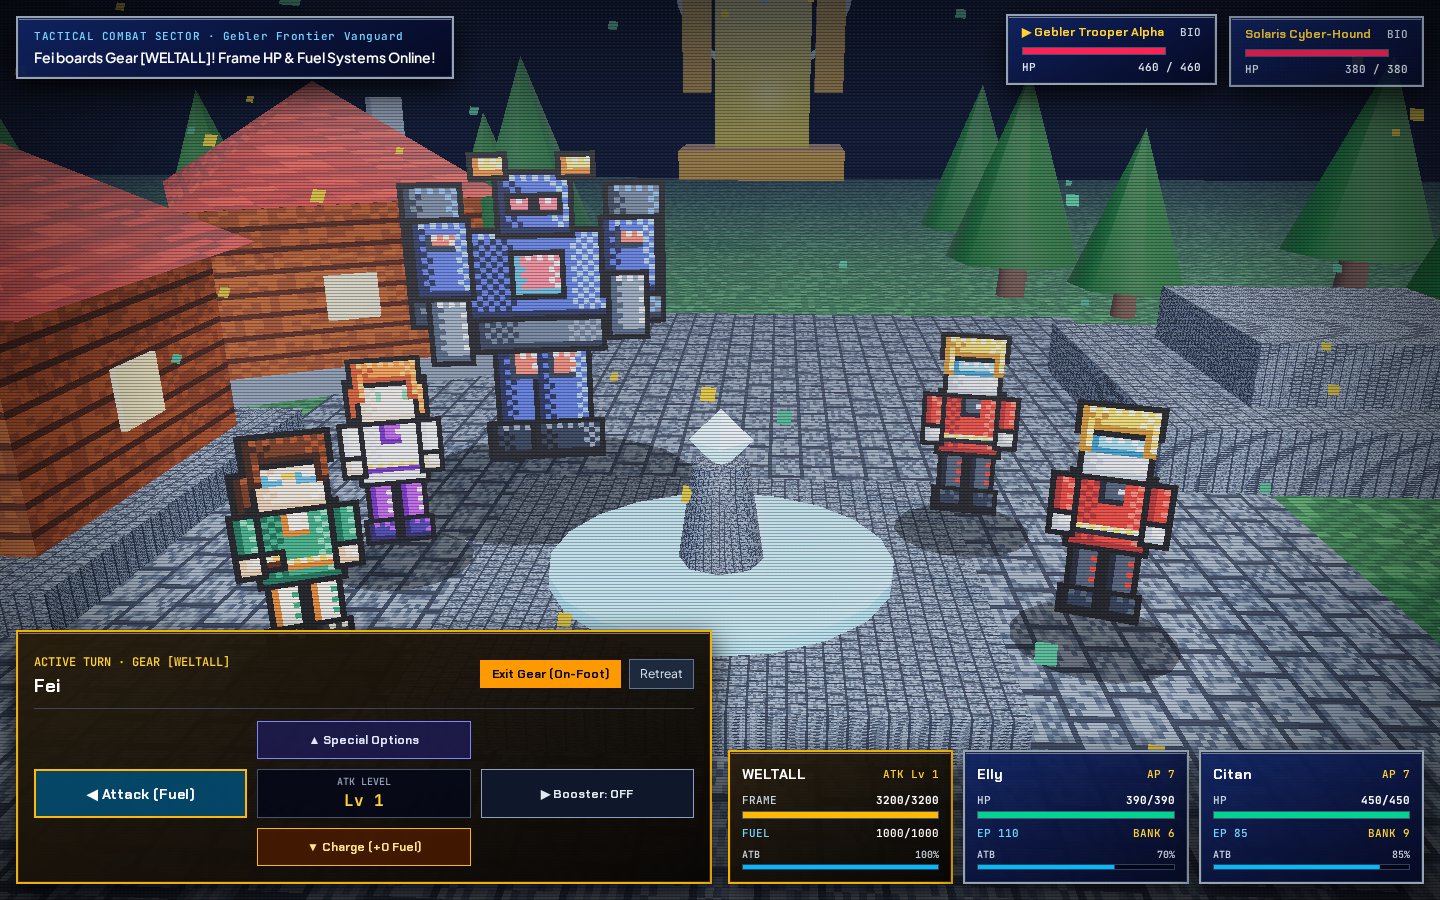 TACTICAL COMBAT SECTOR · Gebler Frontier Vanguard
Fei boards Gear [WELTALL]! Frame HP & Fuel Systems Online!
▶ Gebler Trooper Alpha BIO
HP 460 / 460
Solaris Cyber-Hound BIO
HP 380 / 380
ACTIVE TURN · GEAR [WELTALL]
Fei
Exit Gear (On-Foot)
Retreat
▲ Special Options
◀ Attack (Fuel)
ATK LEVEL
Lv 1
▶ Booster: OFF
▼ Charge (+0 Fuel)
WELTALL ATK Lv 1
FRAME 3200/3200
FUEL 1000/1000
ATB 100%
Elly AP 7
HP 390/390
EP 110 BANK 6
ATB 70%
Citan AP 7
HP 450/450
EP 85 BANK 9
ATB 85%